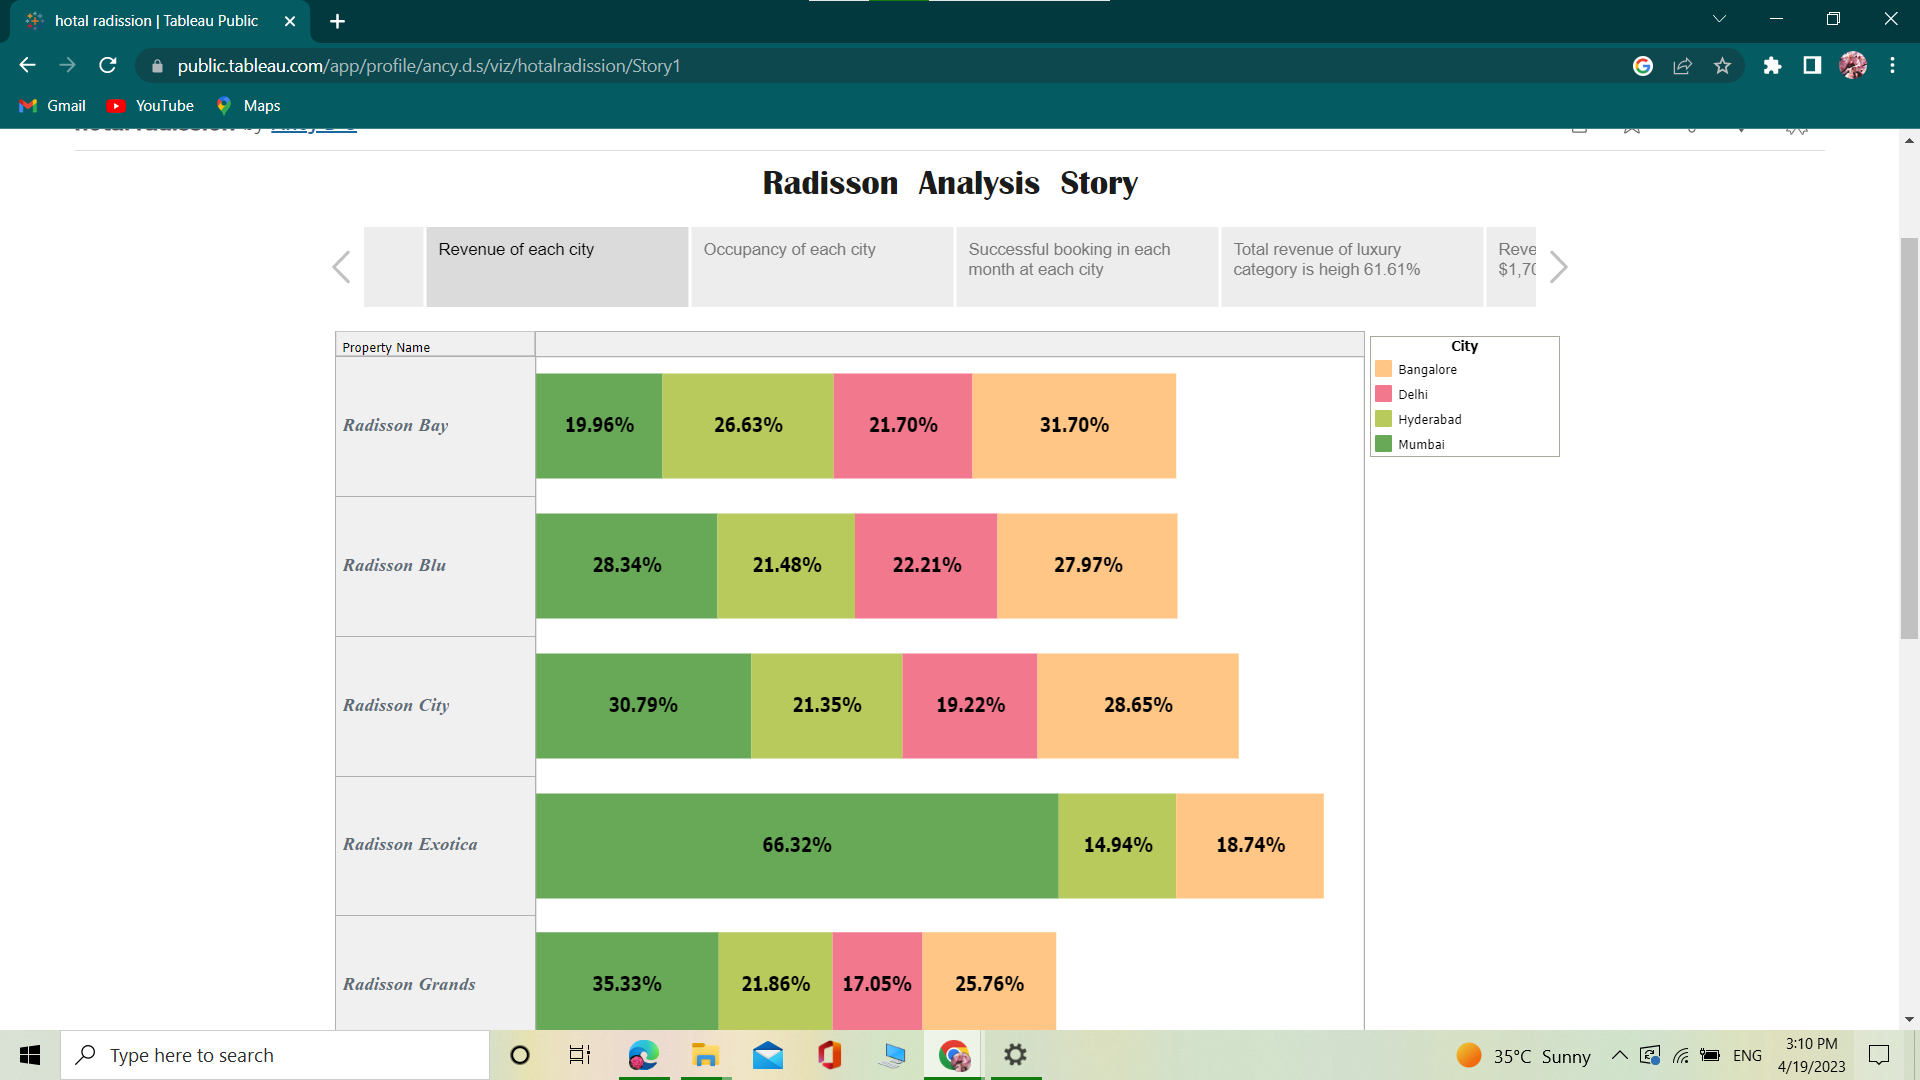 hotal radission | Tableau Public
public.tableau.com/app/profile/ancy.d.s/viz/hotalradission/Story1
Gmail YouTube Maps
Radisson Analysis Story
Revenue of each city
Occupancy of each city
Successful booking in each
month at each city
Total revenue of luxury
category is heigh 61.61%
Reve
$1,70
Property Name
City
Bangalore
Delhi
Hyderabad
Mumbai
Radisson Bay 19.96% 26.63% 21.70% 31.70%
Radisson Blu 28.34% 21.48% 22.21% 27.97%
Radisson City 30.79% 21.35% 19.22% 28.65%
Radisson Exotica 66.32% 14.94% 18.74%
Radisson Grands 35.33% 21.86% 17.05% 25.76%
Type here to search
35°C Sunny
ENG
3:10 PM
4/19/2023